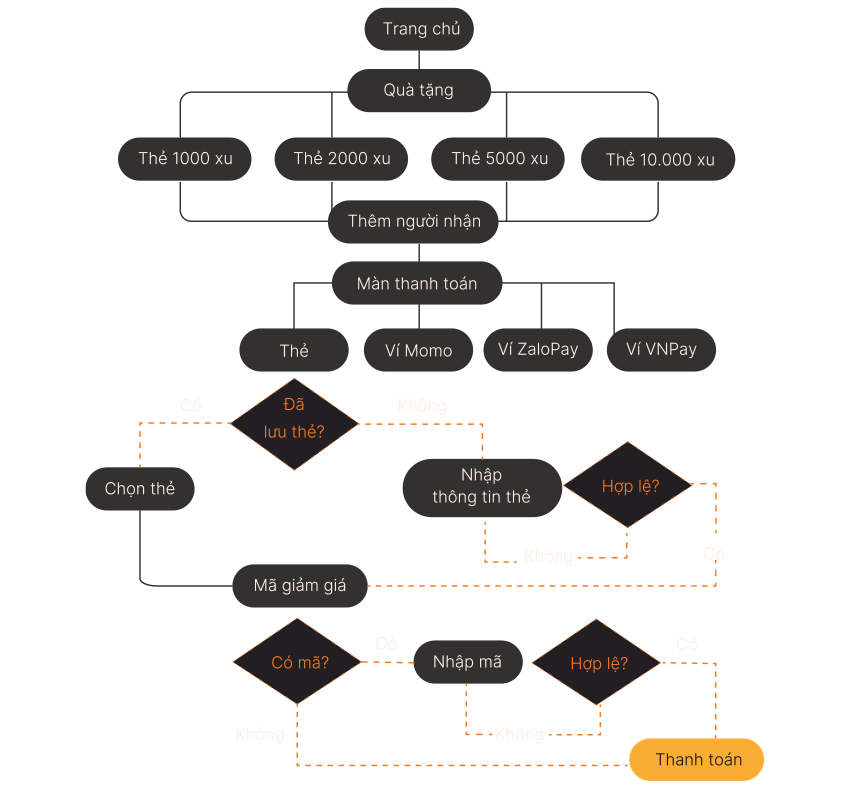 Trang chủ
Quà tặng
Thẻ 1000 xu
Thẻ 2000 xu
Thẻ 5000 xu
Thẻ 10.000 xu
Thêm người nhận
Màn thanh toán
Thẻ
Ví Momo
Ví ZaloPay
Ví VNPay
Có
Đã
lưu thẻ?
Không
Chọn thẻ
Nhập
thông tin thẻ
Hợp lệ?
Không
Có
Mã giảm giá
Có mã?
Có
Nhập mã
Hợp lệ?
Có
Không
Không
Thanh toán